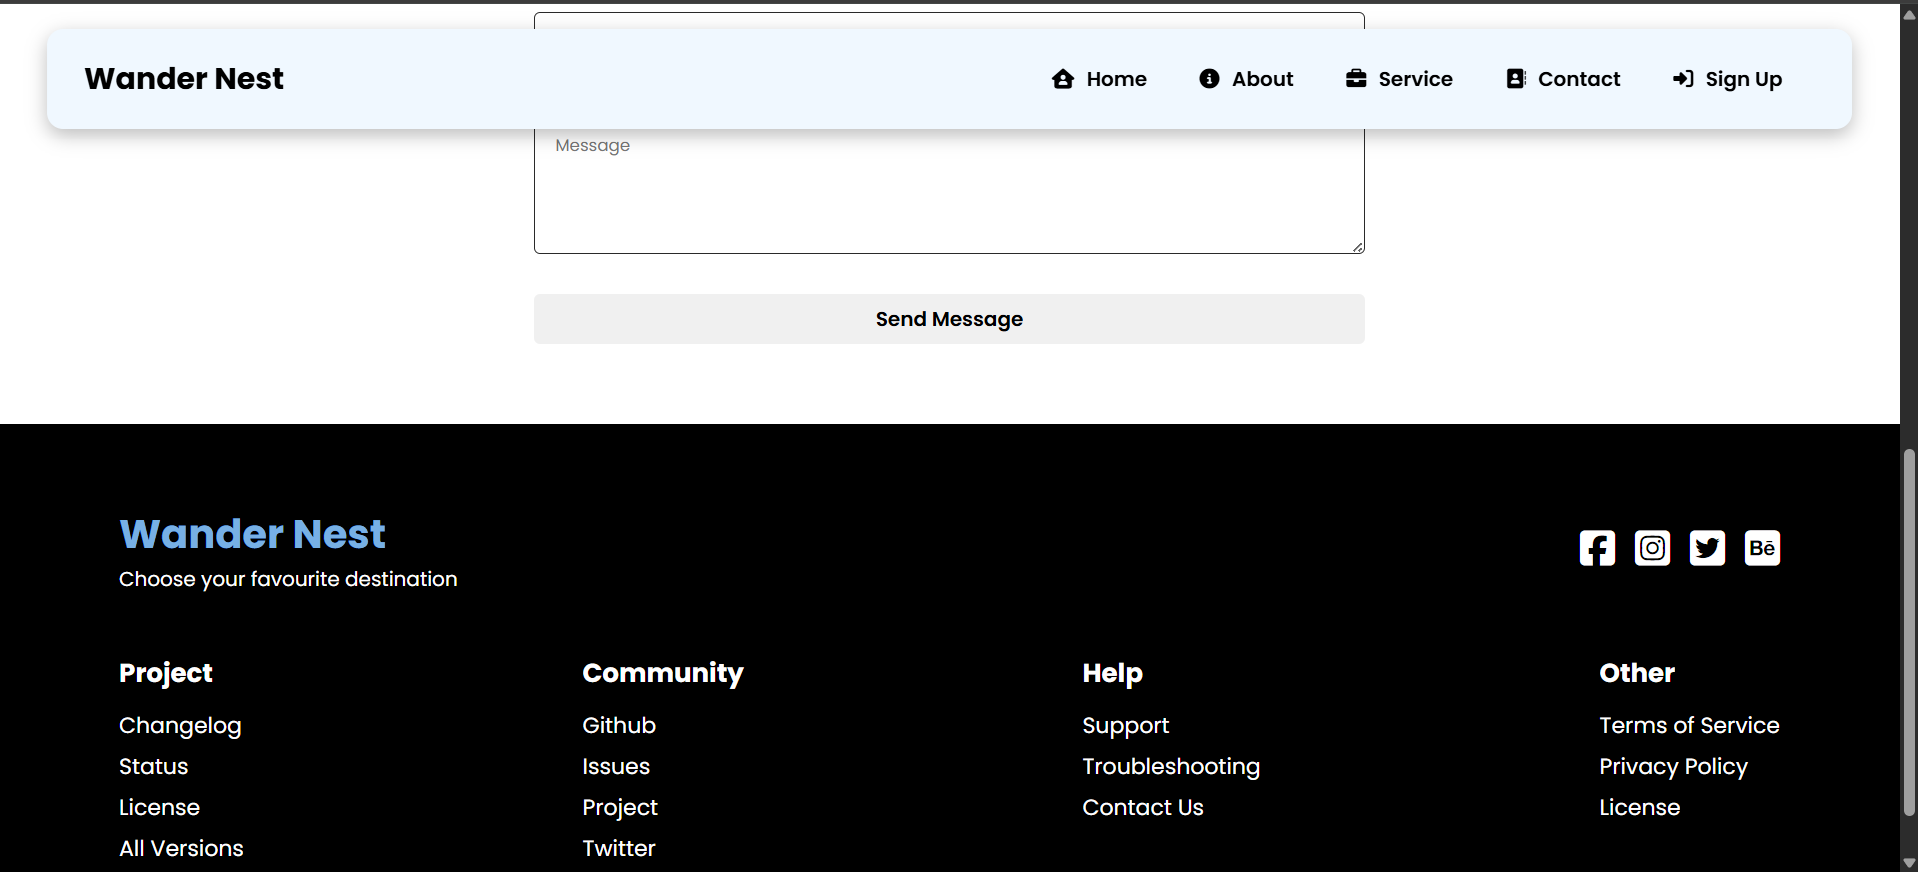 Wander Nest
Home About Service Contact Sign Up
Message
Send Message
Wander Nest
Choose your favourite destination
Bē
Project
Changelog
Status
License
All Versions
Community
Github
Issues
Project
Twitter
Help
Support
Troubleshooting
Contact Us
Other
Terms of Service
Privacy Policy
License